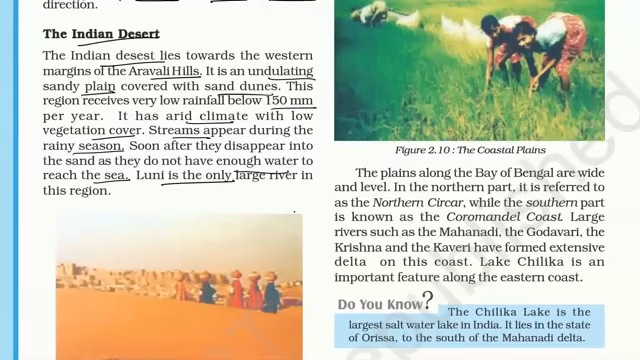 direction.
The Indian Desert
The Indian desest lies towards the western
margins of the Aravali Hills. It is an undulating
sandy plain covered with sand dunes. This
region receives very low rainfall below 150 mm
per year. It has arid climate with low
vegetation cover. Streams appear during the
rainy season. Soon after they disappear into
the sand as they do not have enough water to
reach the sea. Luni is the only large river in
this region.
Figure 2.10 : The Coastal Plains
The plains along the Bay of Bengal are wide
and level. In the northern part, it is referred to
as the Northern Circar, while the southern part
is known as the Coromandel Coast. Large
rivers such as the Mahanadi, the Godavari, the
Krishna and the Kaveri have formed extensive
delta on this coast. Lake Chilika is an
important feature along the eastern coast.
Do You Know?
The Chilika Lake is the
largest salt water lake in India. It lies in the state
of Orissa, to the south of the Mahanadi delta.